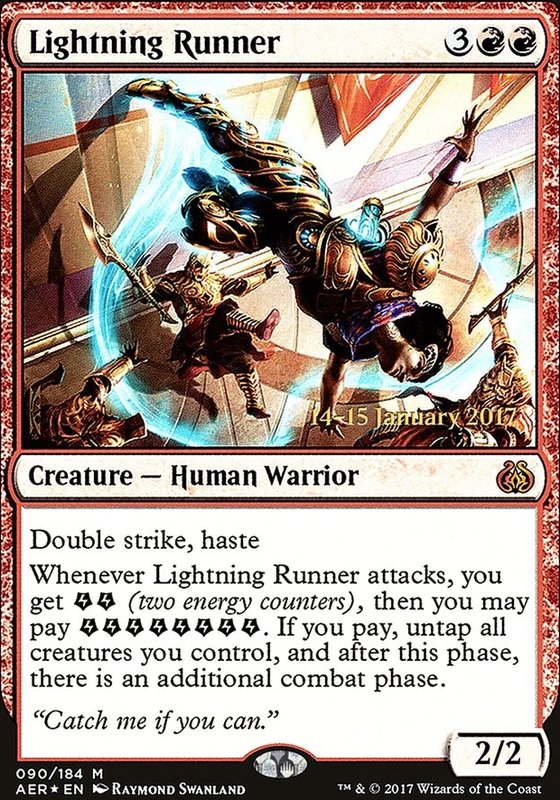 Lightning Runner 3
14-15 January 2017
Creature — Human Warrior
Double strike, haste
Whenever Lightning Runner attacks, you
get (two energy counters), then you may
pay . If you pay, untap all
creatures you control, and after this phase,
there is an additional combat phase.
“Catch me if you can.”
2/2
090/184 M
AER★EN Raymond Swanland
™ & © 2017 Wizards of the Coast